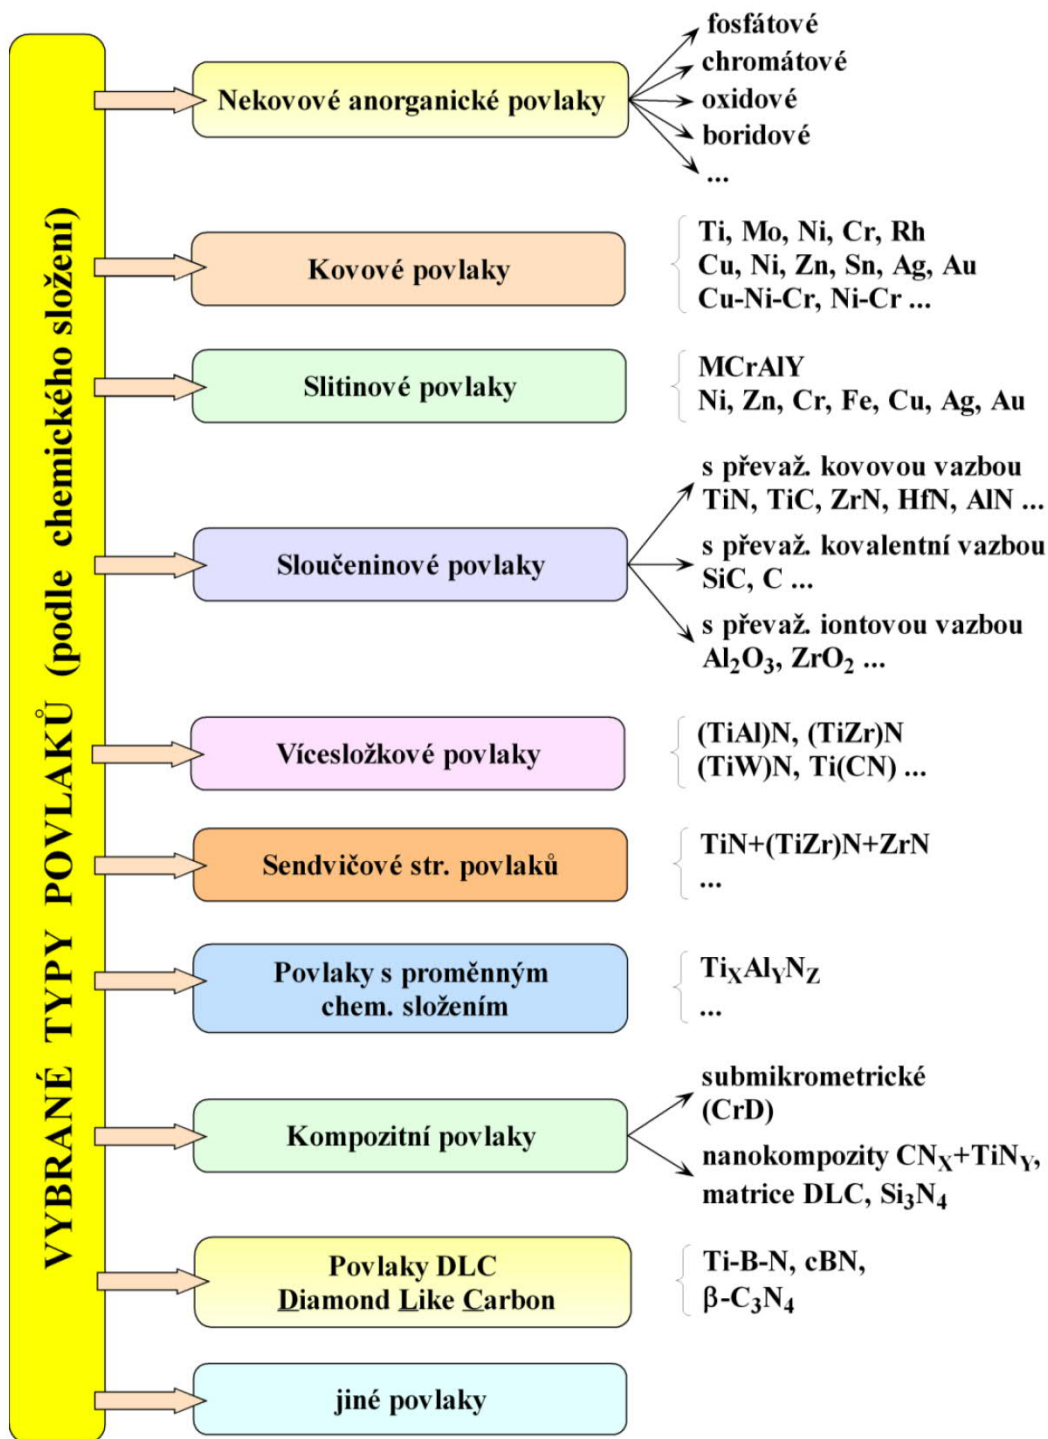 VYBRANÉ TYPY POVLAKŮ (podle chemického složení)
Nekovové anorganické povlaky
fosfátové
chromátové
oxidové
boridové
...
Kovové povlaky
Ti, Mo, Ni, Cr, Rh
Cu, Ni, Zn, Sn, Ag, Au
Cu-Ni-Cr, Ni-Cr ...
Slitinové povlaky
MCrAlY
Ni, Zn, Cr, Fe, Cu, Ag, Au
Sloučeninové povlaky
s převaž. kovovou vazbou
TiN, TiC, ZrN, HfN, AlN ...
s převaž. kovalentní vazbou
SiC, C ...
s převaž. iontovou vazbou
Al₂O₃, ZrO₂ ...
Vícesložkové povlaky
(TiAl)N, (TiZr)N
(TiW)N, Ti(CN) ...
Sendvičové str. povlaků
TiN+(TiZr)N+ZrN
...
Povlaky s proměnným
chem. složením
TiXAlYNZ
...
Kompozitní povlaky
submikrometrické
(CrD)
nanokompozity CNX+TiNY,
matrice DLC, Si₃N₄
Povlaky DLC
Diamond Like Carbon
Ti-B-N, cBN,
β-C₃N₄
jiné povlaky